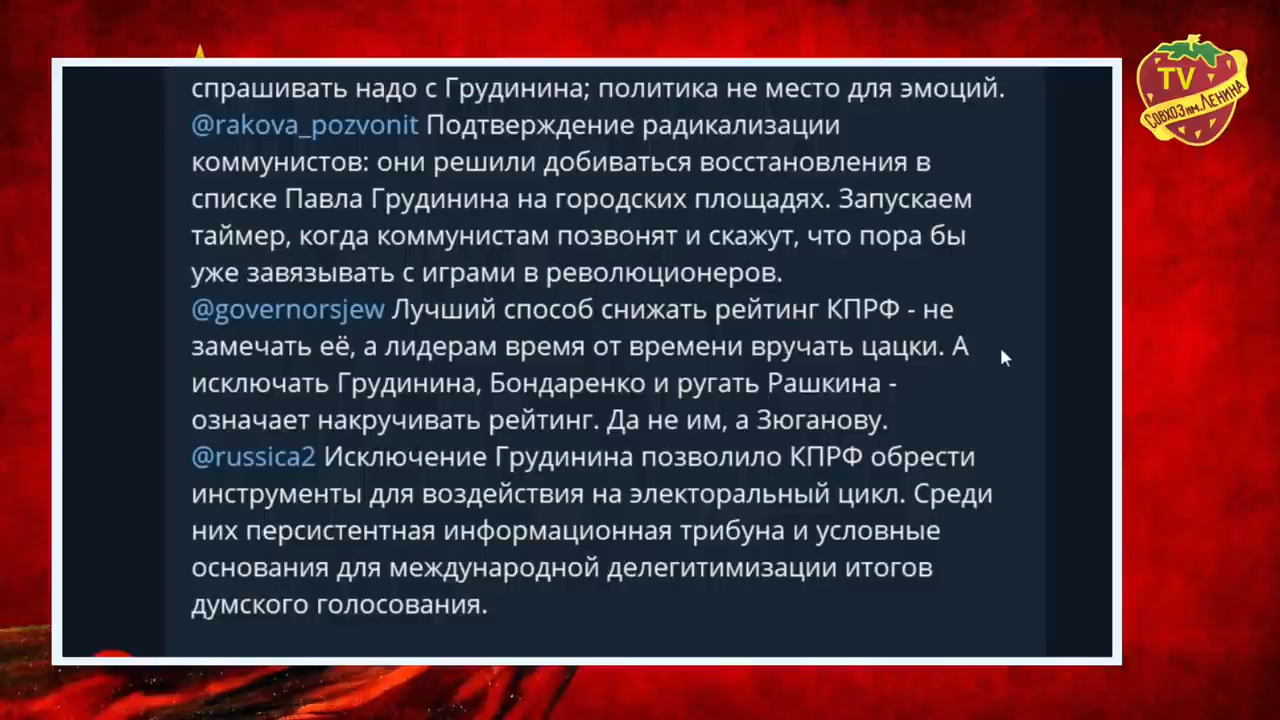 спрашивать надо с Грудинина; политика не место для эмоций.
@rakova_pozvonit Подтверждение радикализации
коммунистов: они решили добиваться восстановления в
списке Павла Грудинина на городских площадях. Запускаем
таймер, когда коммунистам позвонят и скажут, что пора бы
уже завязывать с играми в революционеров.
@governorsjew Лучший способ снижать рейтинг КПРФ - не
замечать её, а лидерам время от времени вручать цацки. А
исключать Грудинина, Бондаренко и ругать Рашкина -
означает накручивать рейтинг. Да не им, а Зюганову.
@russica2 Исключение Грудинина позволило КПРФ обрести
инструменты для воздействия на электоральный цикл. Среди
них персистентная информационная трибуна и условные
основания для международной делегитимизации итогов
думского голосования.
TV
СОВХОЗ им. ЛЕНИНА